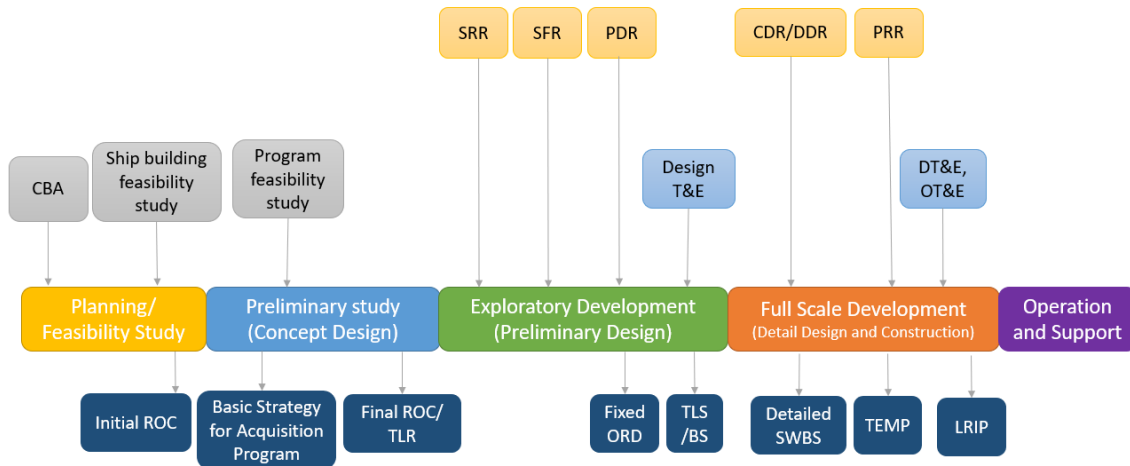 SRR
SFR
PDR
CDR/DDR
PRR
CBA
Ship building
feasibility
study
Program
feasibility
study
Design
T&E
DT&E,
OT&E
Planning/
Feasibility Study
Preliminary study
(Concept Design)
Exploratory Development
(Preliminary Design)
Full Scale Development
(Detail Design and Construction)
Operation
and Support
Initial ROC
Basic Strategy
for Acquisition
Program
Final ROC/
TLR
Fixed
ORD
TLS
/BS
Detailed
SWBS
TEMP
LRIP